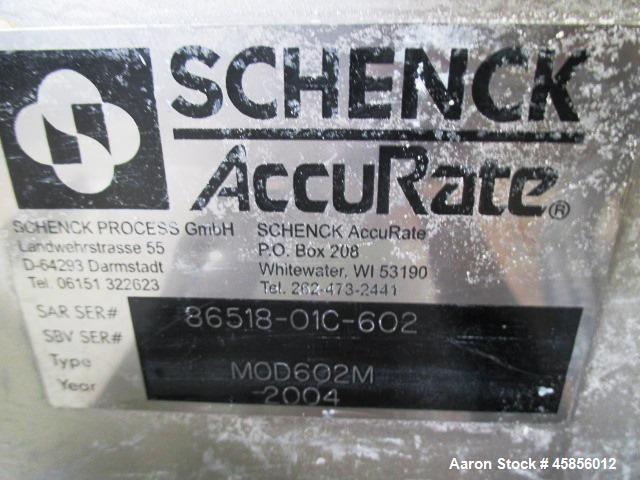 SCHENCK
AccuRate®
SCHENCK PROCESS GmbH
Landwehrstrasse 55
D-64293 Darmstadt
Tel. 06151 322623
SCHENCK AccuRate
P.O. Box 208
Whitewater, WI 53190
Tel. 262-473-2441
SAR SER# 86518-01C-602
SBV SER#
Type MOD602M
Year 2004
Aaron Stock # 45856012